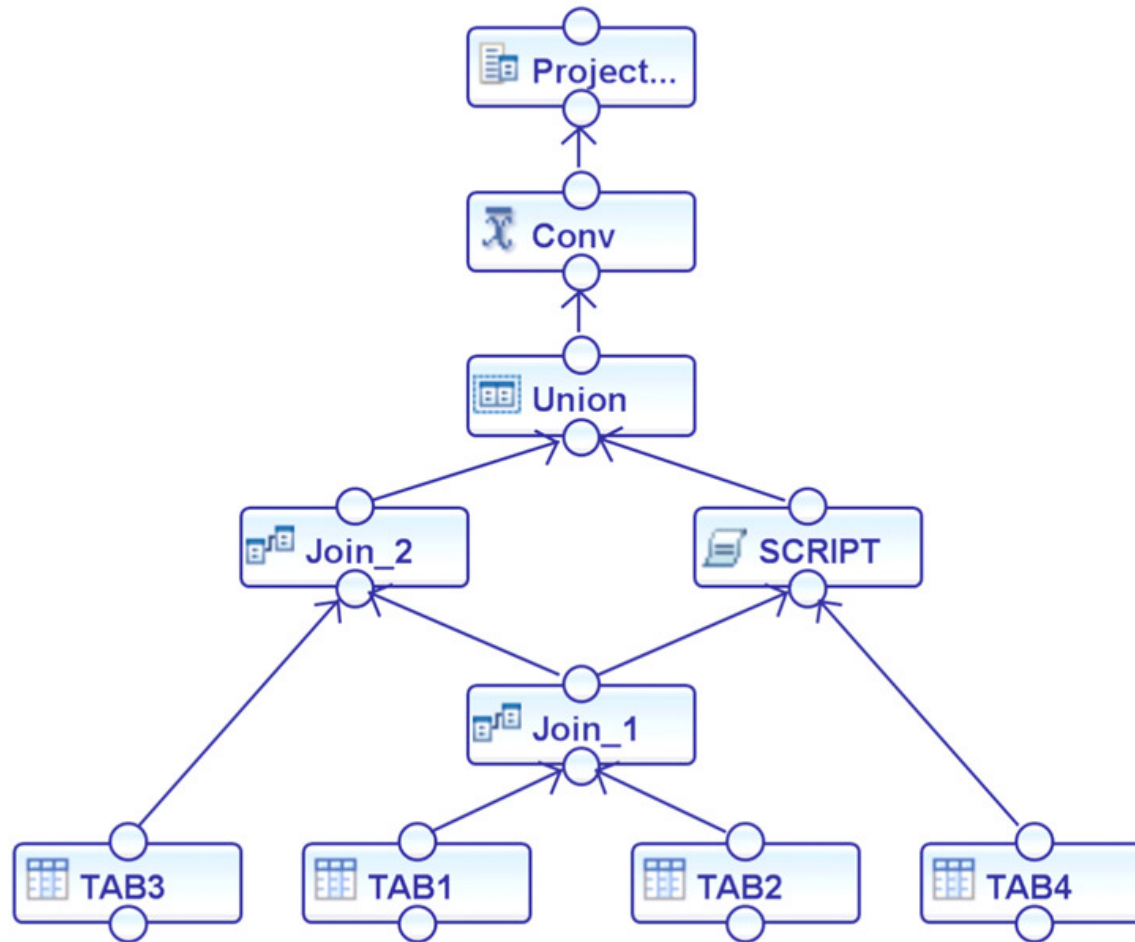 Project...
Conv
Union
Join_2
SCRIPT
Join_1
TAB3
TAB1
TAB2
TAB4